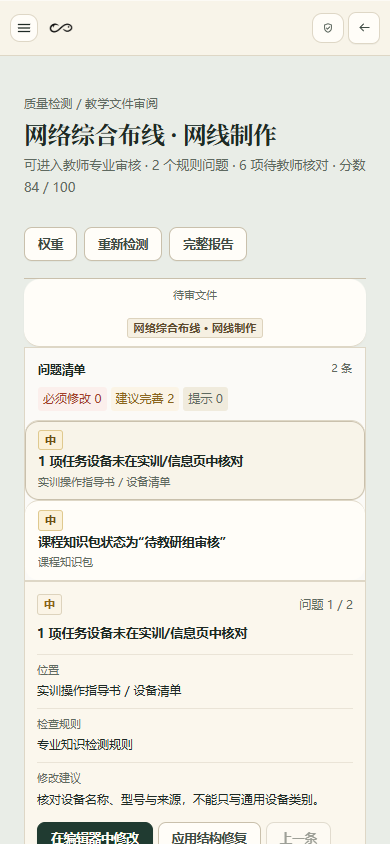 质量检测 / 教学文件审阅
网络综合布线 · 网线制作
可进入教师专业审核 · 2 个规则问题 · 6 项待教师核对 · 分数
84 / 100
权重 重新检测 完整报告
待审文件
网络综合布线 • 网线制作
问题清单 2 条
必须修改 0 建议完善 2 提示 0
中
1 项任务设备未在实训/信息页中核对
实训操作指导书 / 设备清单
中
课程知识包状态为“待教研组审核”
课程知识包
中 问题 1 / 2
1 项任务设备未在实训/信息页中核对
位置
实训操作指导书 / 设备清单
检查规则
专业知识检测规则
修改建议
核对设备名称、型号与来源，不能只写通用设备类别。
在编辑器中修改 应用结构修复 上一条